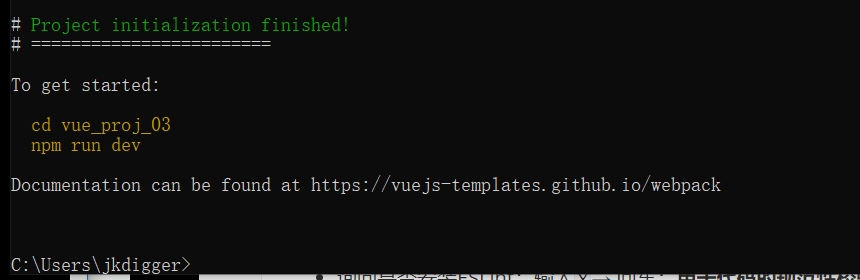 # Project initialization finished!
# ========================
To get started:
cd vue_proj_03
npm run dev
Documentation can be found at https://vuejs-templates.github.io/webpack
C:\Users\jkdigger>